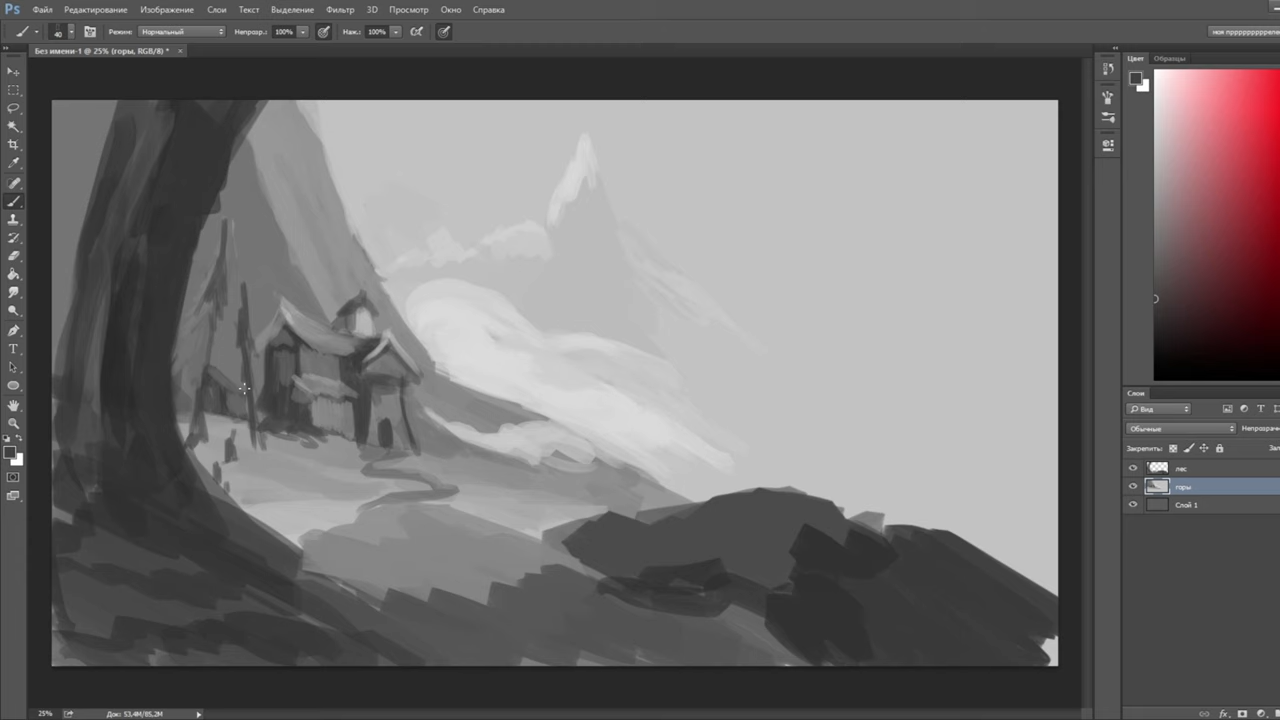 Ps Файл Редактирование Изображение Слои Текст Выделение Фильтр 3D Просмотр Окно Справка
40 Режим: Нормальный Непрозр.: 100% Наж.: 100%
Без имени-1 @ 25% (горы, RGB/8) * ×
Цвет Образцы
Слои
Вид
Обычные Непрозрачно
Закрепить:
лес
горы
Слой 1
25% Док: 53,4M/85,2M